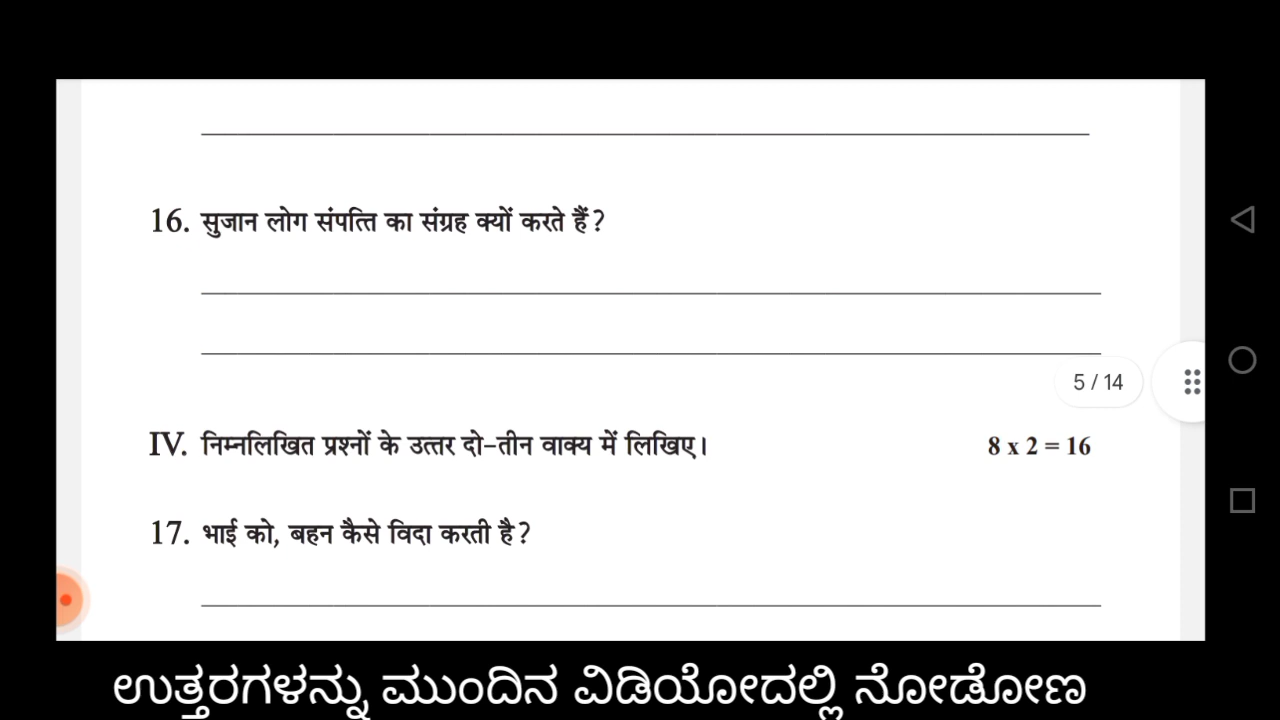 16. सुजान लोग संपत्ति का संग्रह क्यों करते हैं?
5 / 14
IV. निम्नलिखित प्रश्नों के उत्तर दो-तीन वाक्य में लिखिए। 8 x 2 = 16
17. भाई को, बहन कैसे विदा करती है?
ಉತ್ತರಗಳನ್ನು ಮುಂದಿನ ವಿಡಿಯೋದಲ್ಲಿ ನೋಡೋಣ